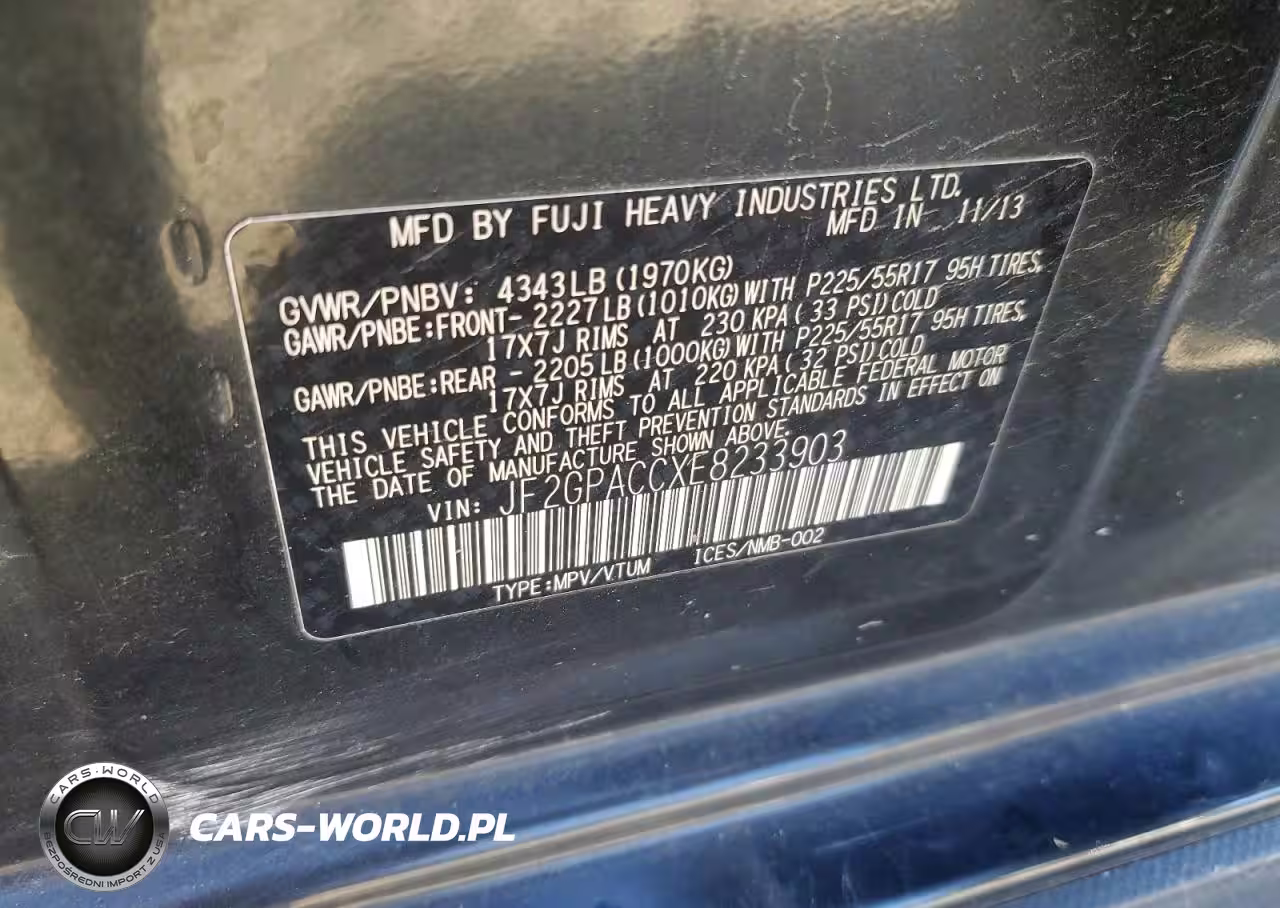 MFD BY FUJI HEAVY INDUSTRIES LTD.
MFD IN 11/13
GVWR/PNBV: 4343LB (1970KG)
GAWR/PNBE:FRONT- 2227LB(1010KG)WITH P225/55R17 95H TIRES,
17X7J RIMS AT 230 KPA( 33 PSI)COLD
GAWR/PNBE:REAR - 2205LB(1000KG)WITH P225/55R17 95H TIRES,
17X7J RIMS AT 220 KPA( 32 PSI)COLD
THIS VEHICLE CONFORMS TO ALL APPLICABLE FEDERAL MOTOR
VEHICLE SAFETY AND THEFT PREVENTION STANDARDS IN EFFECT ON
THE DATE OF MANUFACTURE SHOWN ABOVE.
VIN: JF2GPACCXE8233903
TYPE:MPV/VTUM ICES/NMB-002
CARS-WORLD
CW
BEZPOŚREDNI IMPORT Z USA
CARS-WORLD.PL